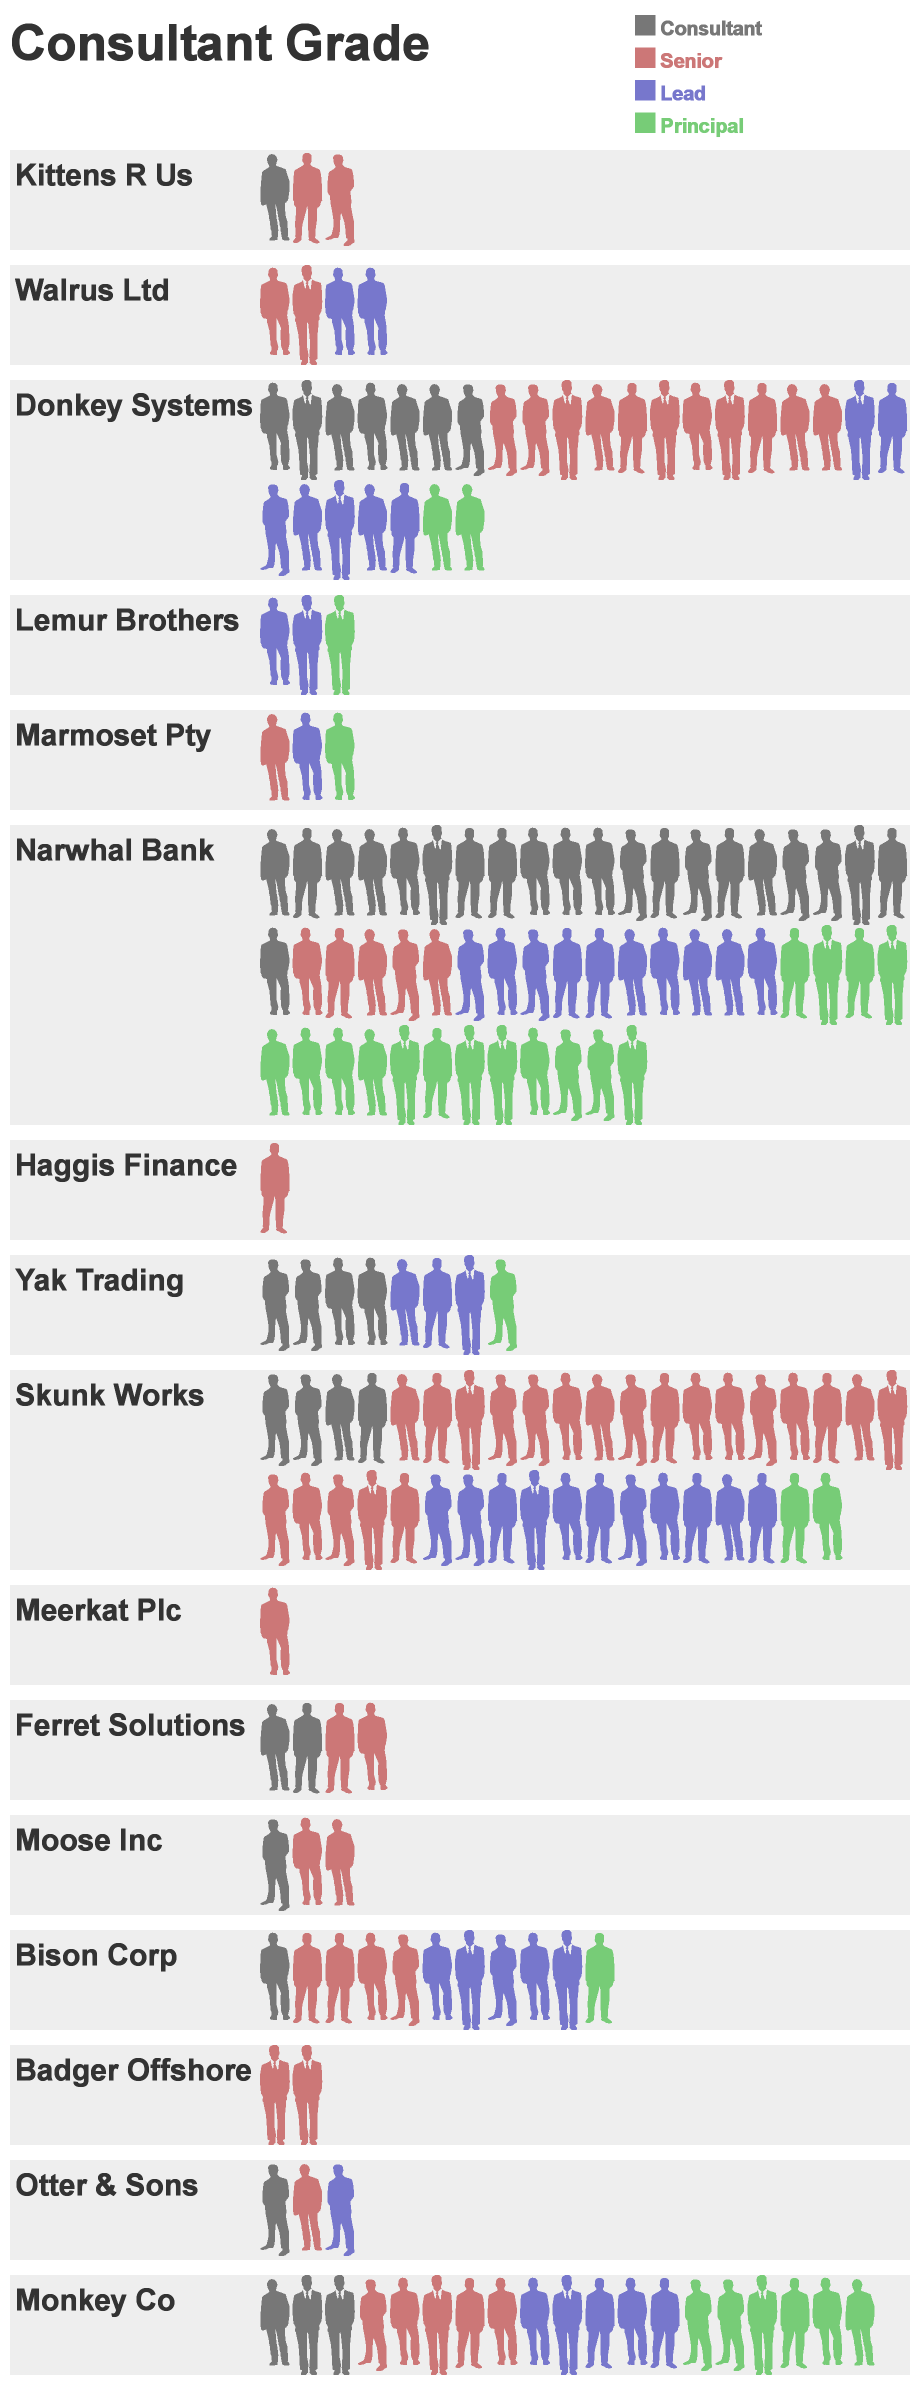 Consultant Grade
Consultant
Senior
Lead
Principal
Kittens R Us
Walrus Ltd
Donkey Systems
Lemur Brothers
Marmoset Pty
Narwhal Bank
Haggis Finance
Yak Trading
Skunk Works
Meerkat Plc
Ferret Solutions
Moose Inc
Bison Corp
Badger Offshore
Otter & Sons
Monkey Co